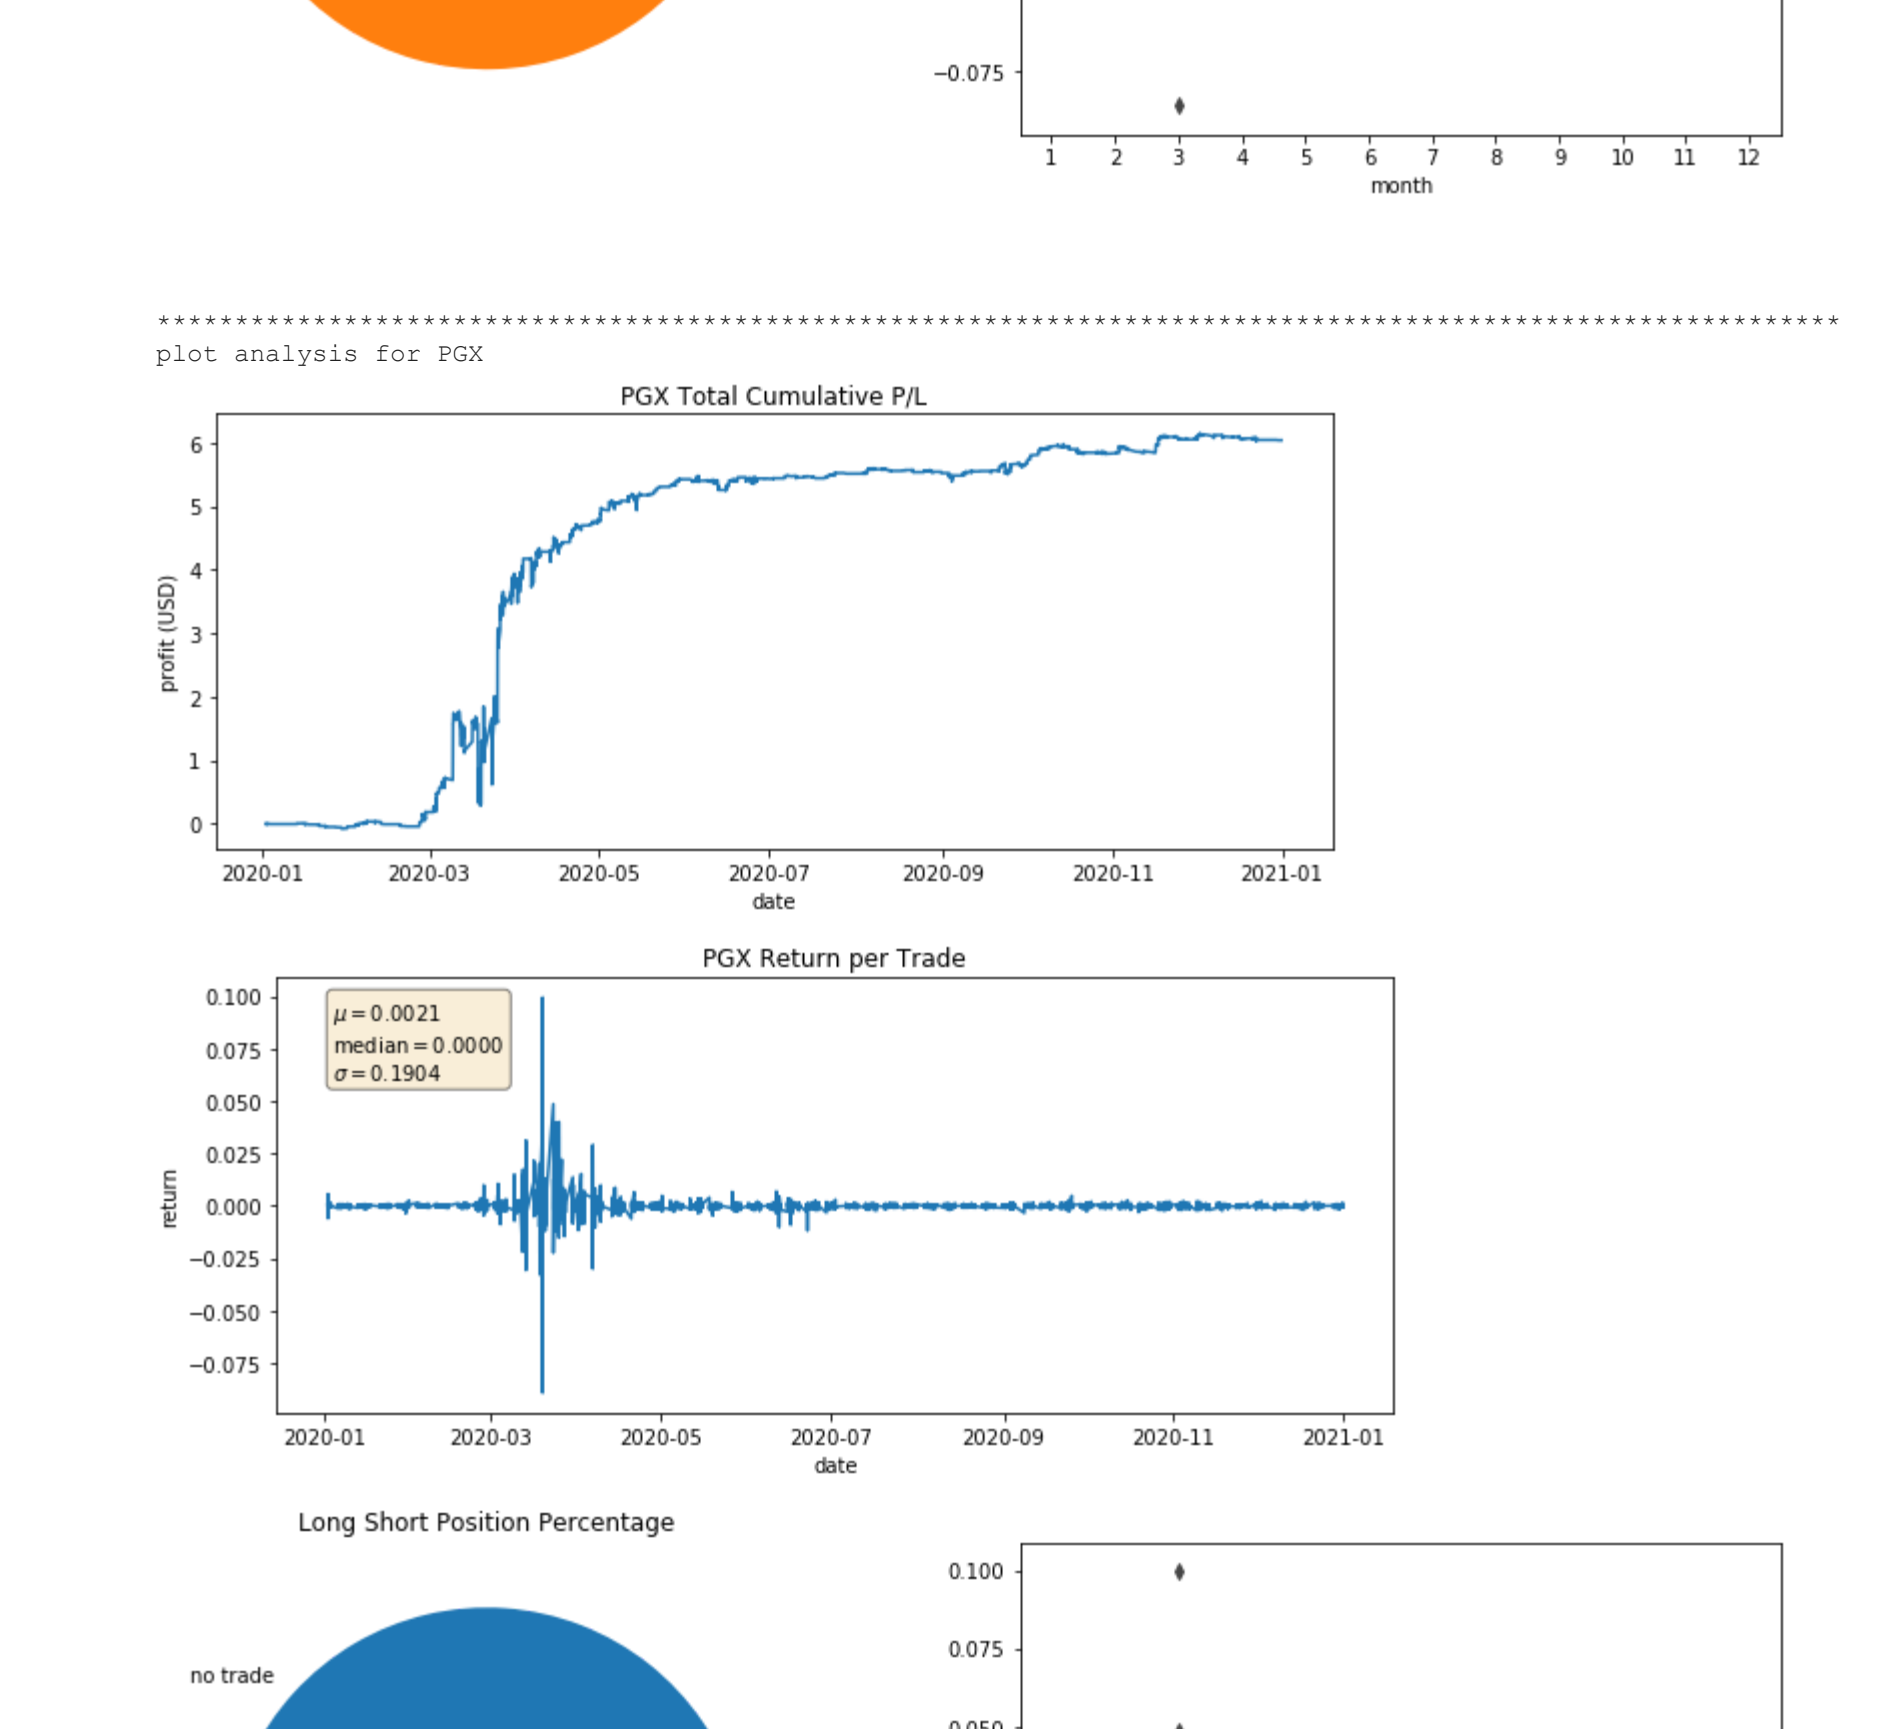 −0.075
1 2 3 4 5 6 7 8 9 10 11 12
month
************************************************************************************************************
plot analysis for PGX
PGX Total Cumulative P/L
6
5
4
3
2
1
0
profit (USD)
2020-01 2020-03 2020-05 2020-07 2020-09 2020-11 2021-01
date
PGX Return per Trade
μ = 0.0021
median = 0.0000
σ = 0.1904
0.100
0.075
0.050
0.025
0.000
−0.025
−0.050
−0.075
return
2020-01 2020-03 2020-05 2020-07 2020-09 2020-11 2021-01
date
Long Short Position Percentage
no trade
0.100
0.075
0.050